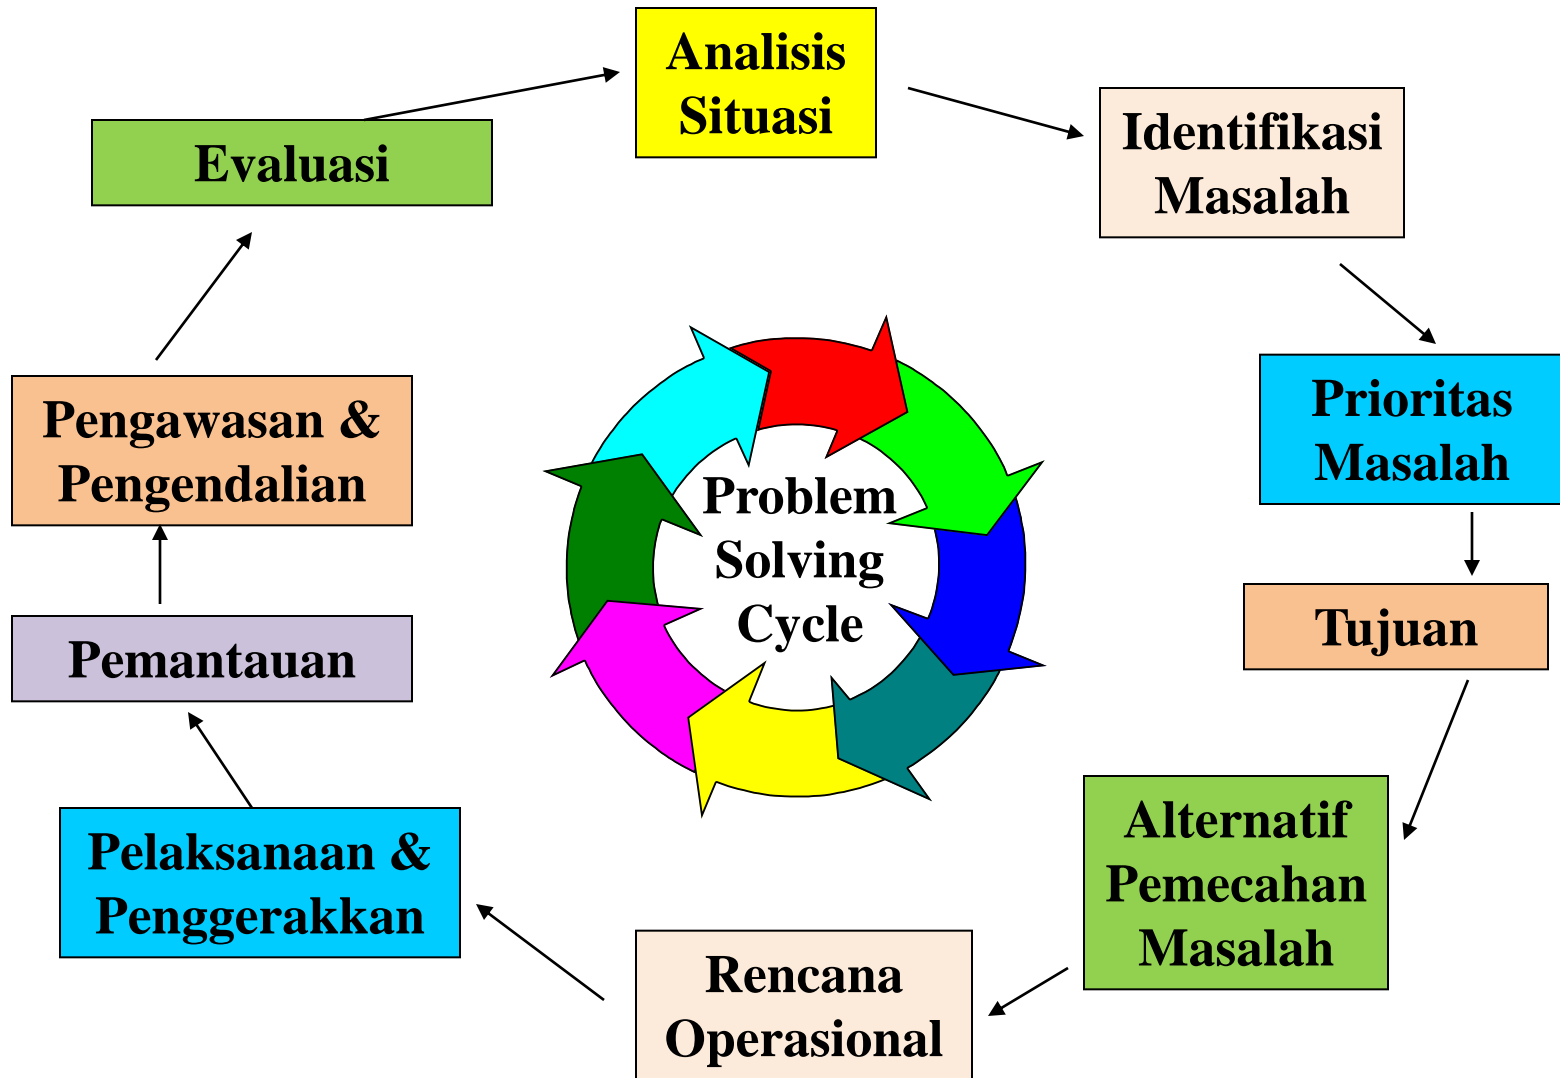 Analisis
Situasi
Identifikasi
Masalah
Prioritas
Masalah
Tujuan
Alternatif
Pemecahan
Masalah
Rencana
Operasional
Pelaksanaan &
Penggerakkan
Pemantauan
Pengawasan &
Pengendalian
Evaluasi
Problem
Solving
Cycle